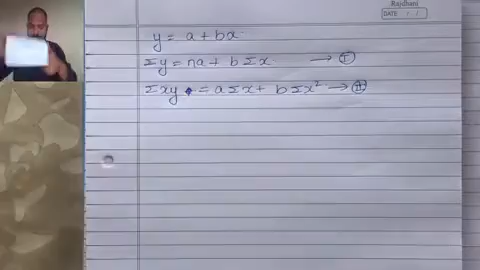 Rajdhani
DATE / /
y = a + bx
Σy = na + bΣx → Ⓘ
Σxy = aΣx + bΣx² → ⒾⒾ